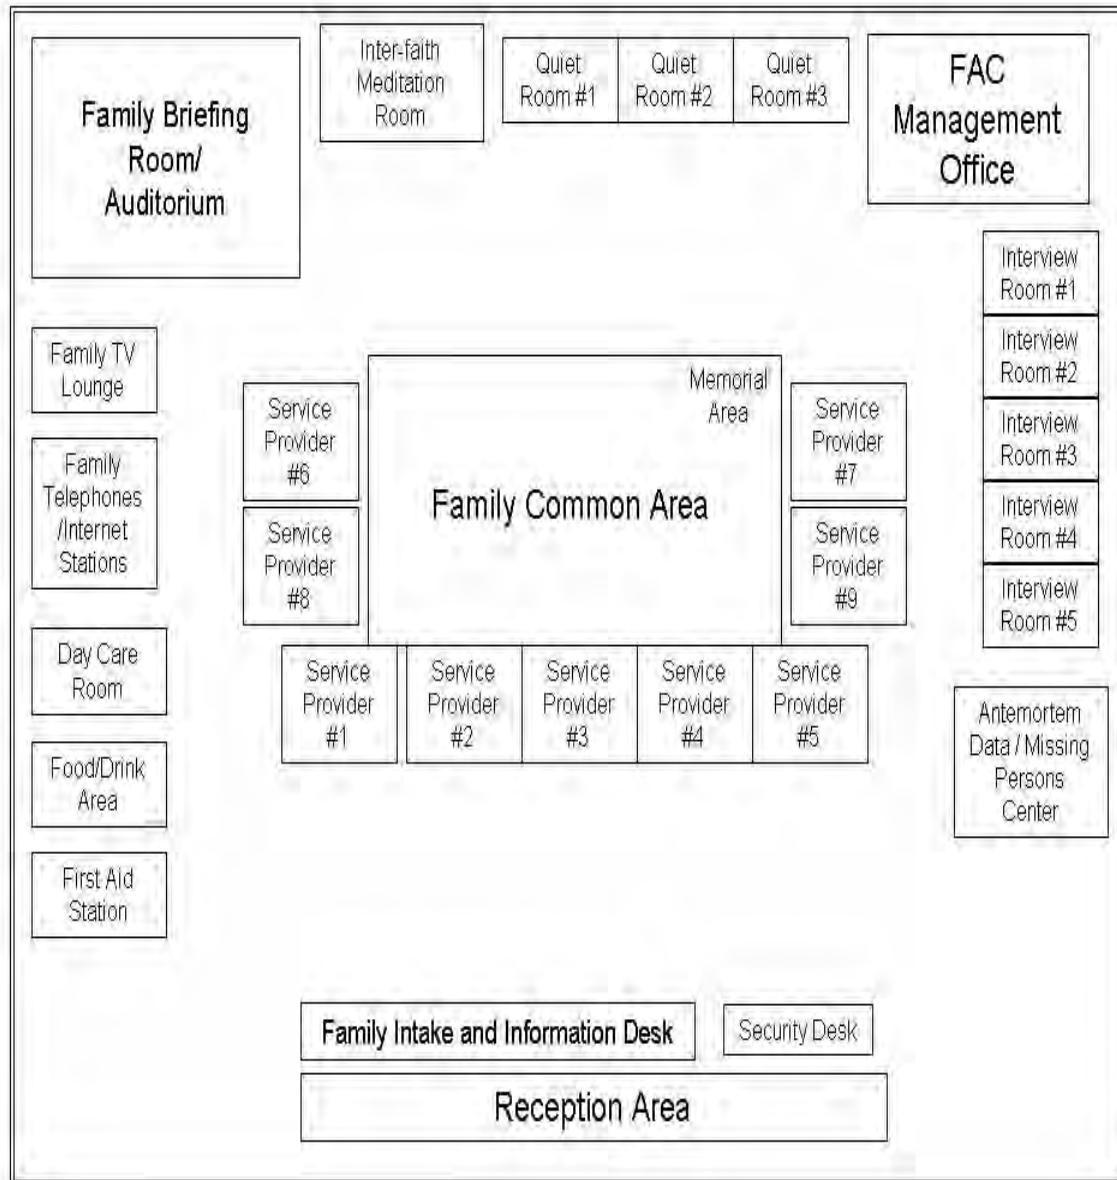 Family Briefing
Room/
Auditorium
Inter-faith
Meditation
Room
Quiet
Room #1
Quiet
Room #2
Quiet
Room #3
FAC
Management
Office
Interview
Room #1
Interview
Room #2
Interview
Room #3
Interview
Room #4
Interview
Room #5
Family TV
Lounge
Family
Telephones
/Internet
Stations
Day Care
Room
Food/Drink
Area
First Aid
Station
Service
Provider
#6
Service
Provider
#8
Memorial
Area
Family Common Area
Service
Provider
#7
Service
Provider
#9
Service
Provider
#1
Service
Provider
#2
Service
Provider
#3
Service
Provider
#4
Service
Provider
#5
Antemortem
Data / Missing
Persons
Center
Family Intake and Information Desk
Security Desk
Reception Area